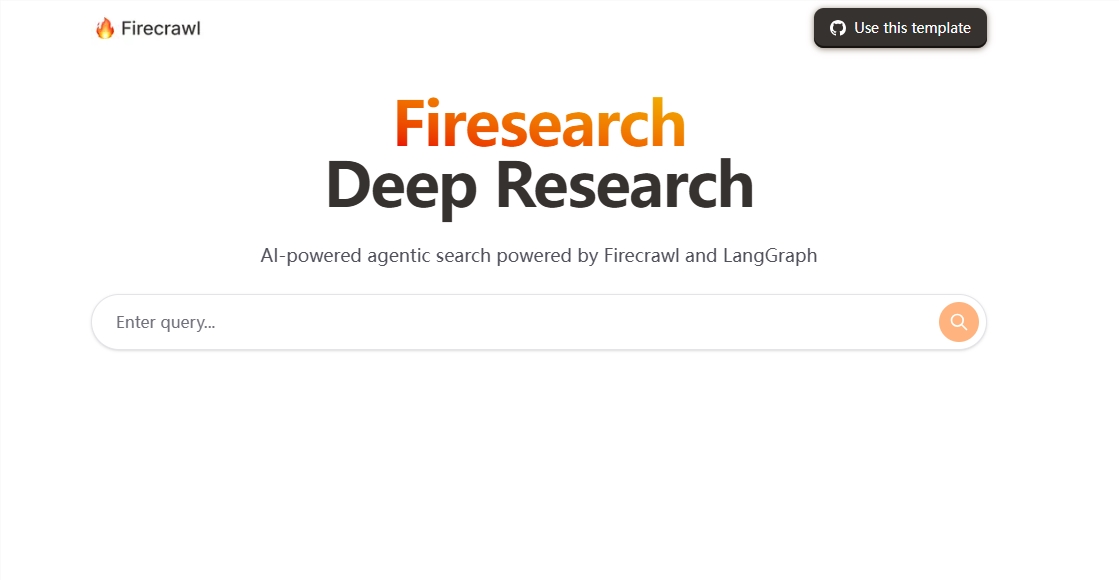 Firecrawl
Use this template
Firesearch
Deep Research
AI-powered agentic search powered by Firecrawl and LangGraph
Enter query...